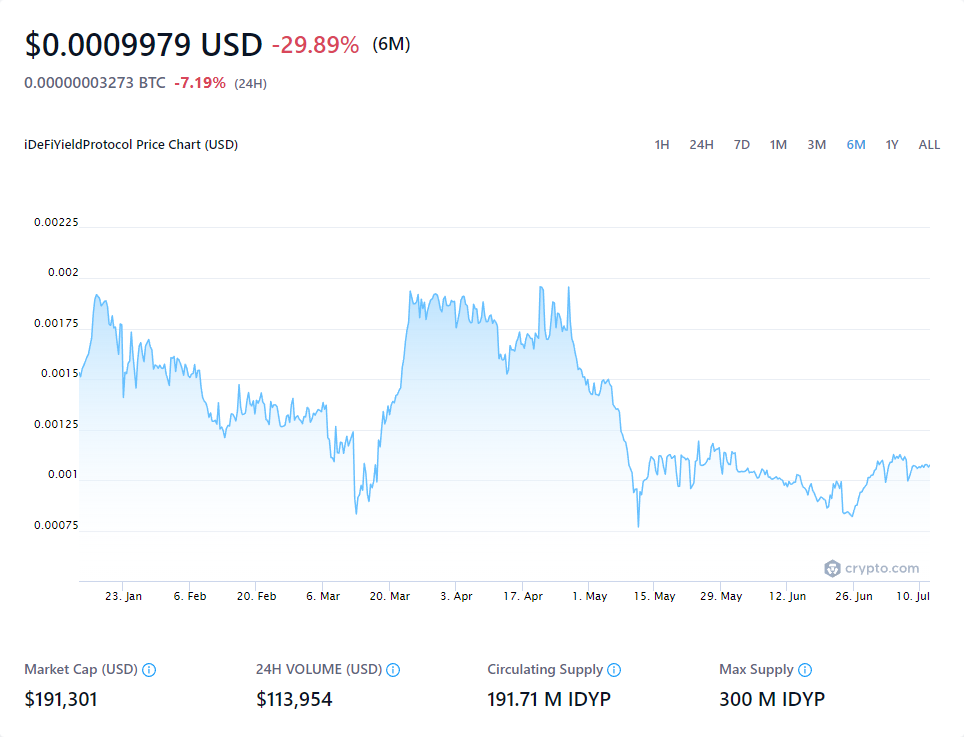 $0.0009979 USD -29.89% (6M)
0.00000003273 BTC -7.19% (24H)
iDeFiYieldProtocol Price Chart (USD) 1H 24H 7D 1M 3M 6M 1Y ALL
0.00225
0.002
0.00175
0.0015
0.00125
0.001
0.00075
crypto.com
23. Jan 6. Feb 20. Feb 6. Mar 20. Mar 3. Apr 17. Apr 1. May 15. May 29. May 12. Jun 26. Jun 10. Jul
Market Cap (USD) 24H VOLUME (USD) Circulating Supply Max Supply
$191,301 $113,954 191.71 M IDYP 300 M IDYP